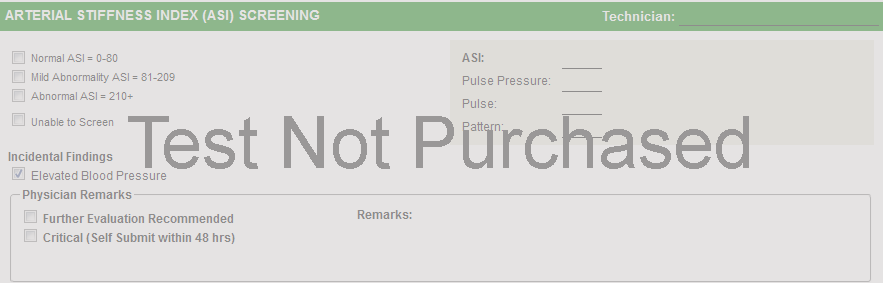 ARTERIAL STIFFNESS INDEX (ASI) SCREENING
Technician:
Normal ASI = 0-80
Mild Abnormality ASI = 81-209
Abnormal ASI = 210+
Unable to Screen
ASI:
Pulse Pressure:
Pulse:
Pattern:
Test Not Purchased
Incidental Findings
Elevated Blood Pressure
Physician Remarks
Further Evaluation Recommended
Critical (Self Submit within 48 hrs)
Remarks: